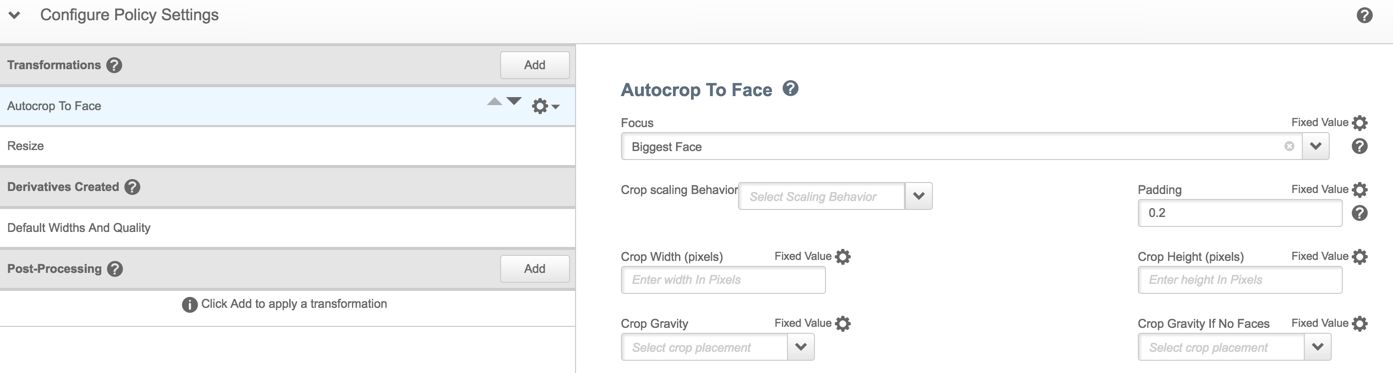 Configure Policy Settings
Transformations
Add
Autocrop To Face
Resize
Derivatives Created
Default Widths And Quality
Post-Processing
Add
Click Add to apply a transformation
Autocrop To Face
Focus
Fixed Value
Biggest Face
Crop scaling Behavior
Select Scaling Behavior
Padding
Fixed Value
0.2
Crop Width (pixels)
Fixed Value
Enter width In Pixels
Crop Height (pixels)
Fixed Value
Enter height In Pixels
Crop Gravity
Fixed Value
Select crop placement
Crop Gravity If No Faces
Fixed Value
Select crop placement